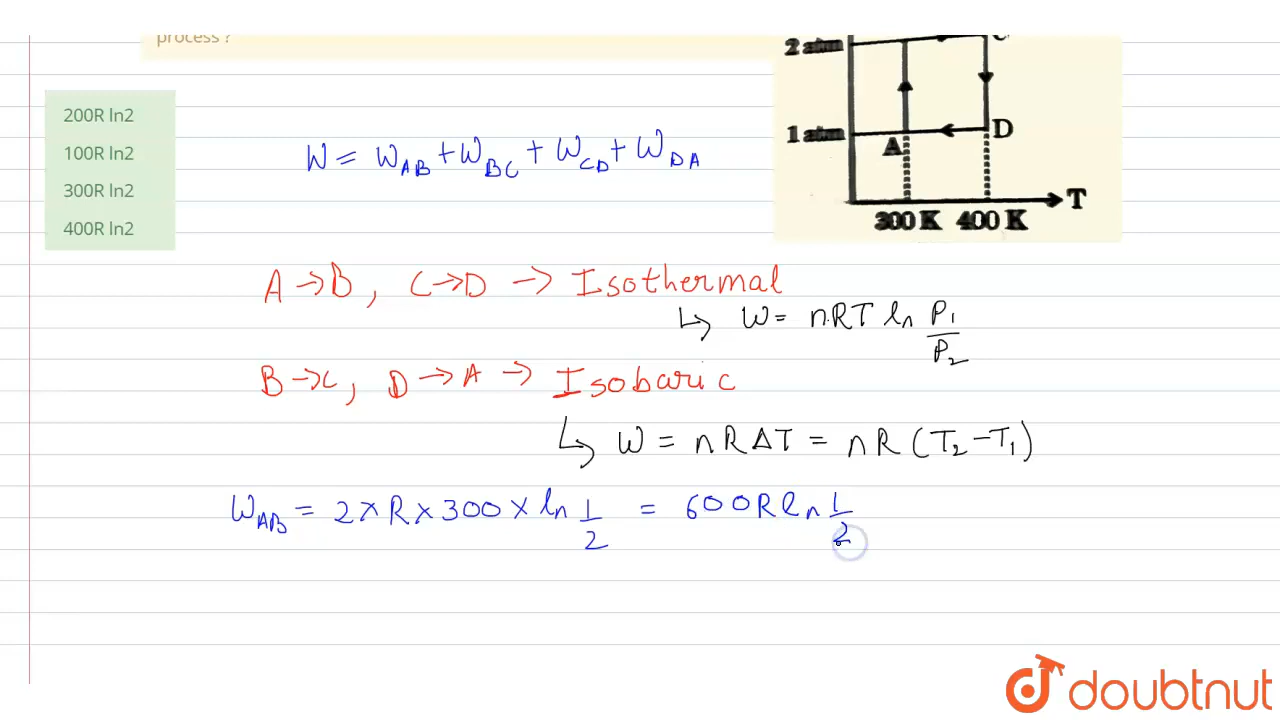 process ?
2 atm
C
200R ln2
100R ln2
300R ln2
400R ln2
W = W_AB + W_BC + W_CD + W_DA
1 atm
D
A
T
300 K 400 K
A → B , C → D → Isothermal
↳ W = nRT ln P1/P2
B → C , D → A → Isobaric
↳ W = nRΔT = nR(T2 - T1)
W_AB = 2 × R × 300 × ln 1/2 = 600R ln 1/2
doubtnut